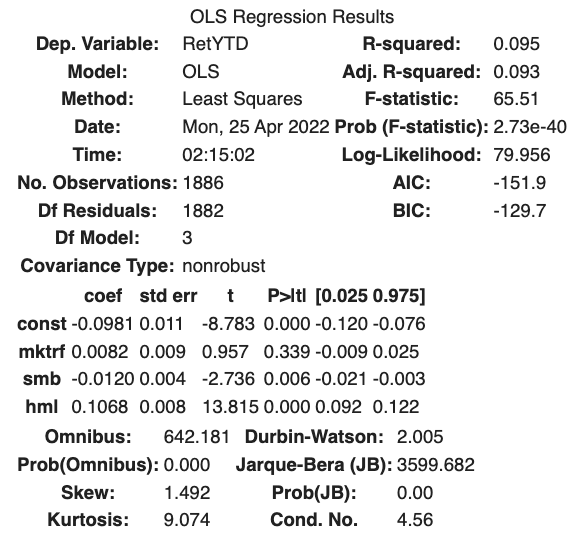 OLS Regression Results
Dep. Variable: RetYTD R-squared: 0.095
Model: OLS Adj. R-squared: 0.093
Method: Least Squares F-statistic: 65.51
Date: Mon, 25 Apr 2022 Prob (F-statistic): 2.73e-40
Time: 02:15:02 Log-Likelihood: 79.956
No. Observations: 1886 AIC: -151.9
Df Residuals: 1882 BIC: -129.7
Df Model: 3
Covariance Type: nonrobust
coef std err t P>|t| [0.025 0.975]
const -0.0981 0.011 -8.783 0.000 -0.120 -0.076
mktrf 0.0082 0.009 0.957 0.339 -0.009 0.025
smb -0.0120 0.004 -2.736 0.006 -0.021 -0.003
hml 0.1068 0.008 13.815 0.000 0.092 0.122
Omnibus: 642.181 Durbin-Watson: 2.005
Prob(Omnibus): 0.000 Jarque-Bera (JB): 3599.682
Skew: 1.492 Prob(JB): 0.00
Kurtosis: 9.074 Cond. No. 4.56